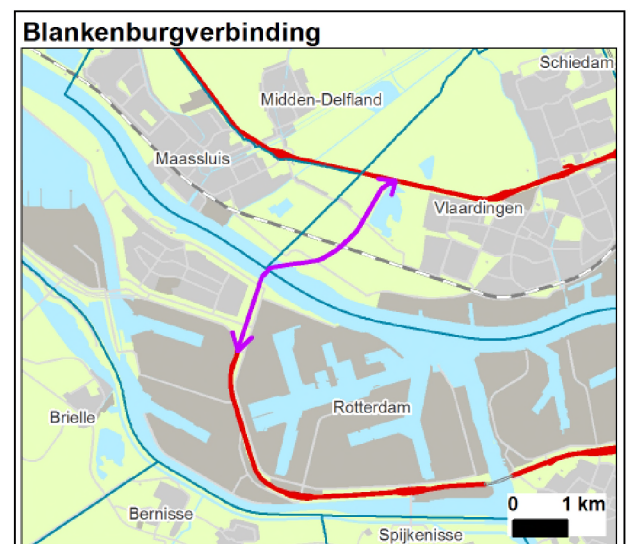 Blankenburgverbinding
Schiedam
Midden-Delfland
Maassluis
Vlaardingen
Rotterdam
Brielle
Bernisse
Spijkenisse
0 1 km